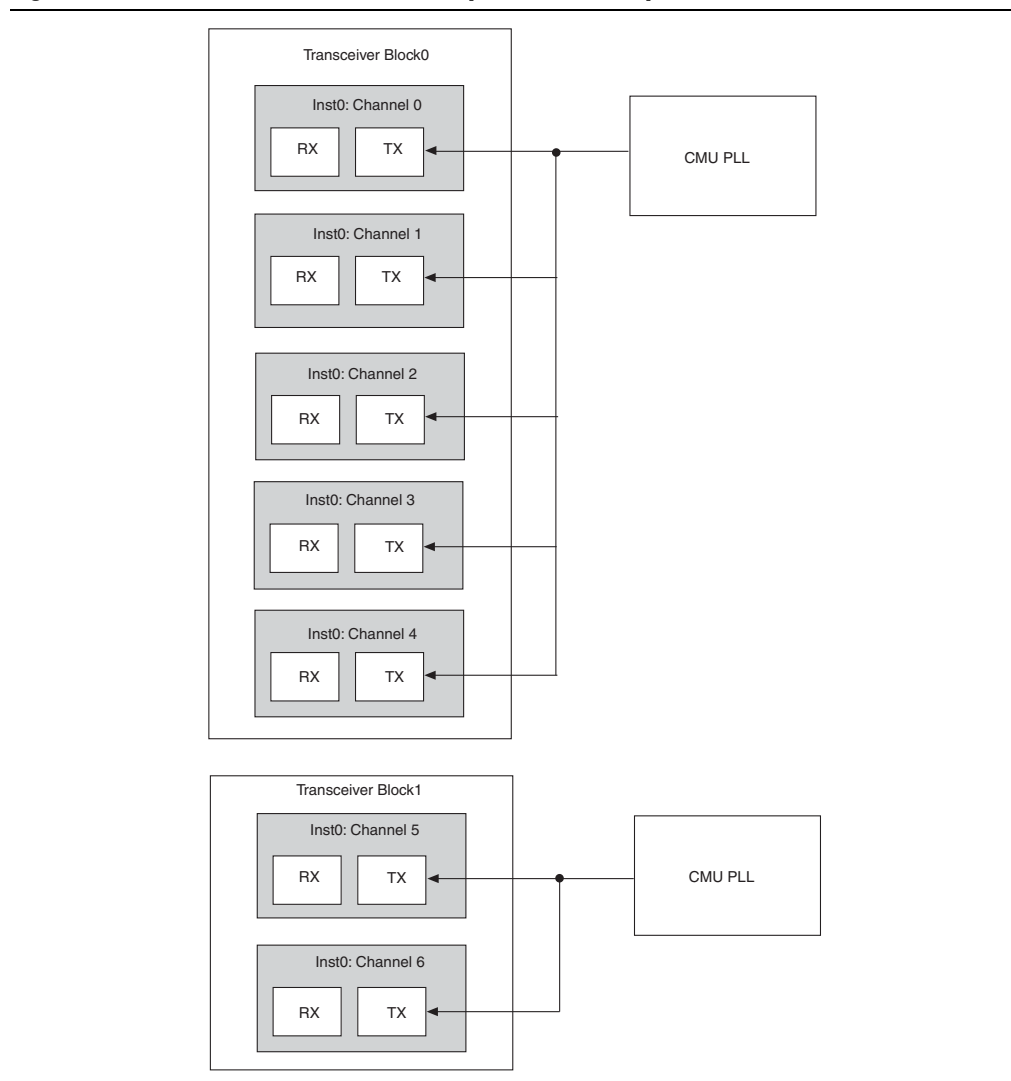 Transceiver Block0
Inst0: Channel 0
RX
TX
CMU PLL
Inst0: Channel 1
RX
TX
Inst0: Channel 2
RX
TX
Inst0: Channel 3
RX
TX
Inst0: Channel 4
RX
TX
Transceiver Block1
Inst0: Channel 5
RX
TX
CMU PLL
Inst0: Channel 6
RX
TX